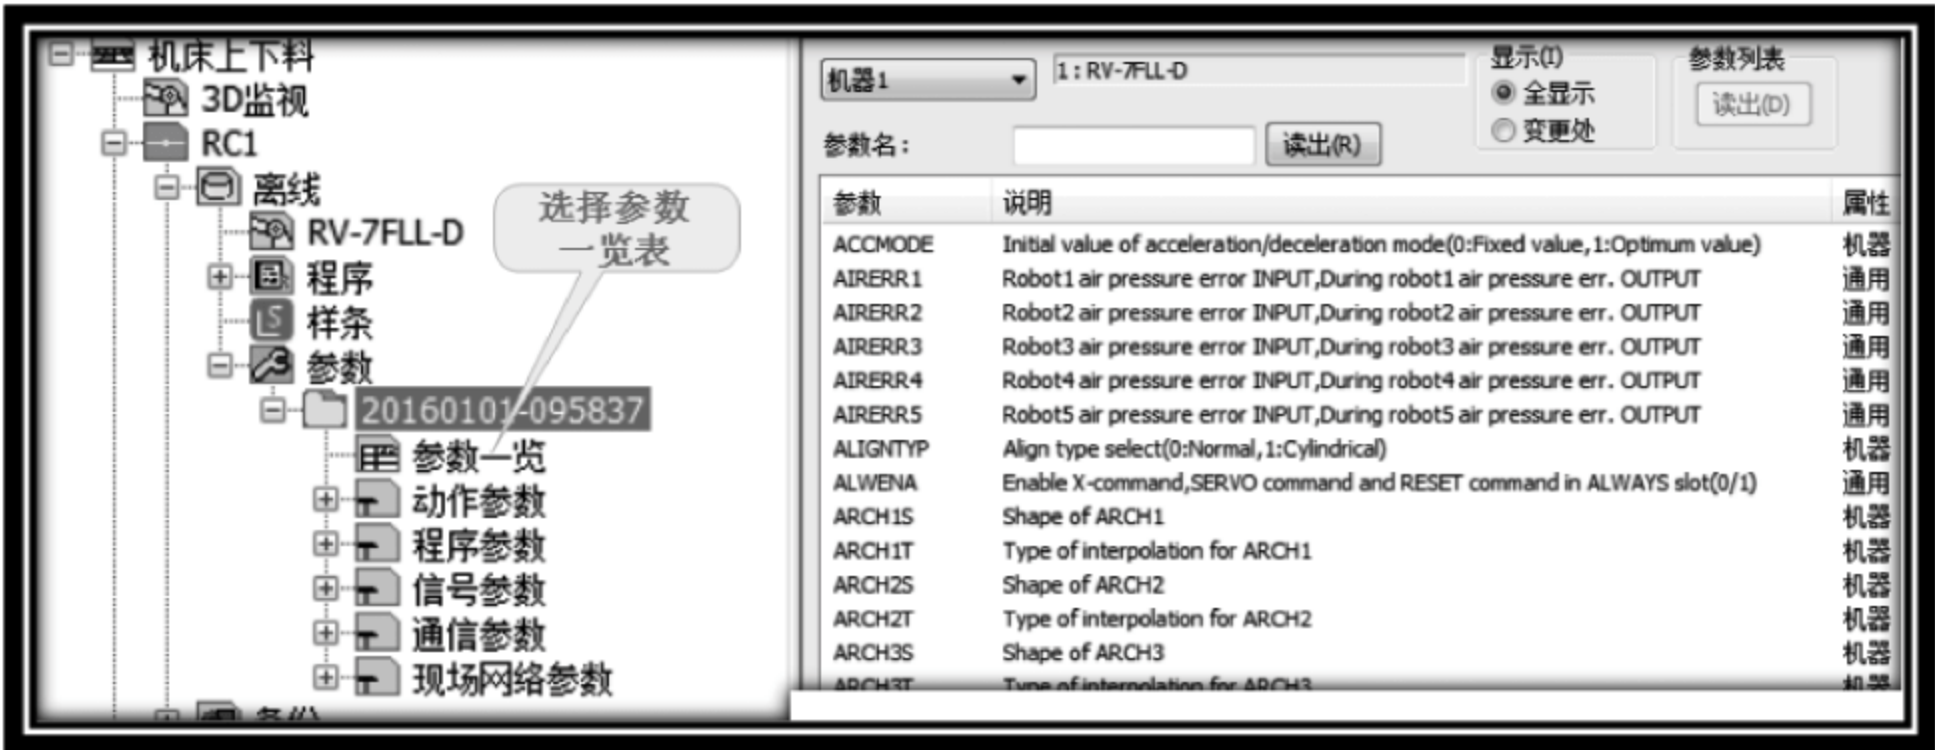 机床上下料
3D监视
RC1
离线
RV-7FLL-D
程序
样条
参数
20160101-095837
参数一览
动作参数
程序参数
信号参数
通信参数
现场网络参数
备份
选择参数
一览表
机器1
1:RV-7FLL-D
显示(I)
全显示
变更处
参数列表
读出(D)
参数名:
读出(R)
参数 说明 属性
ACCMODE Initial value of acceleration/deceleration mode(0:Fixed value,1:Optimum value) 机器
AIRERR1 Robot1 air pressure error INPUT,During robot1 air pressure err. OUTPUT 通用
AIRERR2 Robot2 air pressure error INPUT,During robot2 air pressure err. OUTPUT 通用
AIRERR3 Robot3 air pressure error INPUT,During robot3 air pressure err. OUTPUT 通用
AIRERR4 Robot4 air pressure error INPUT,During robot4 air pressure err. OUTPUT 通用
AIRERR5 Robot5 air pressure error INPUT,During robot5 air pressure err. OUTPUT 通用
ALIGNTYP Align type select(0:Normal,1:Cylindrical) 机器
ALWENA Enable X-command,SERVO command and RESET command in ALWAYS slot(0/1) 通用
ARCH1S Shape of ARCH1 机器
ARCH1T Type of interpolation for ARCH1 机器
ARCH2S Shape of ARCH2 机器
ARCH2T Type of interpolation for ARCH2 机器
ARCH3S Shape of ARCH3 机器
ARCH3T Type of interpolation for ARCH3 机器